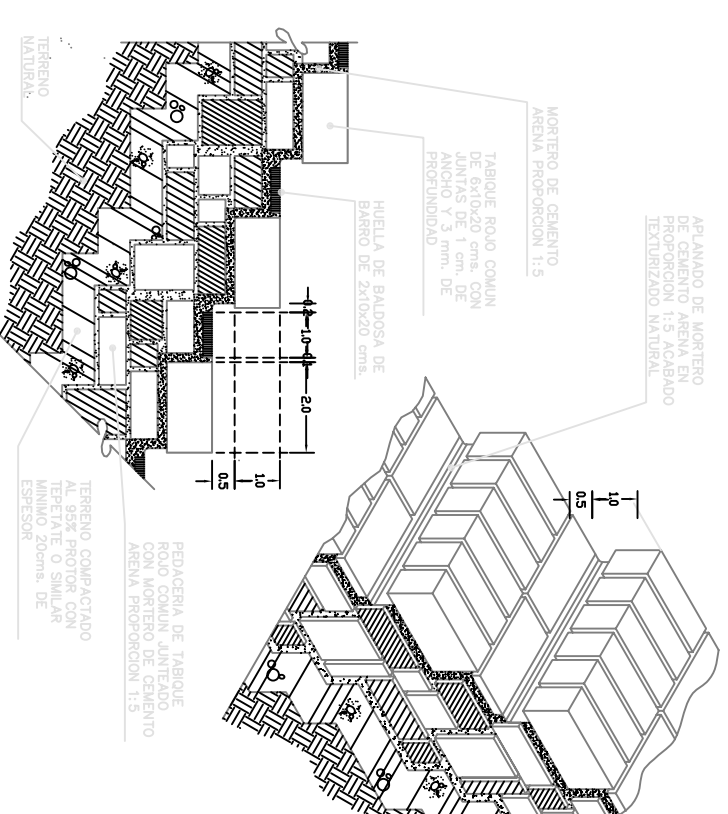 MORTERO DE CEMENTO
ARENA PROPORCION 1:5
TABIQUE ROJO COMUN
DE 6x10x20 cms. CON
JUNTAS DE 1 cm. DE
ANCHO Y 3 mm. DE
PROFUNDIDAD
HUELLA DE BALDOSA DE
BARRO DE 2x10x20 cms.
APLANADO DE MORTERO
DE CEMENTO ARENA EN
PROPORCION 1:5 ACABADO
TEXTURIZADO NATURAL
TERRENO
NATURAL
0.2
1.0
2.0
0.5
1.0
0.5
1.0
PEDACERIA DE TABIQUE
ROJO COMUN JUNTEADO
CON MORTERO DE CEMENTO
ARENA PROPORCION 1:5
TERRENO COMPACTADO
AL 95% PROTOR CON
TEPETATE O SIMILAR
MINIMO 20cms. DE
ESPESOR